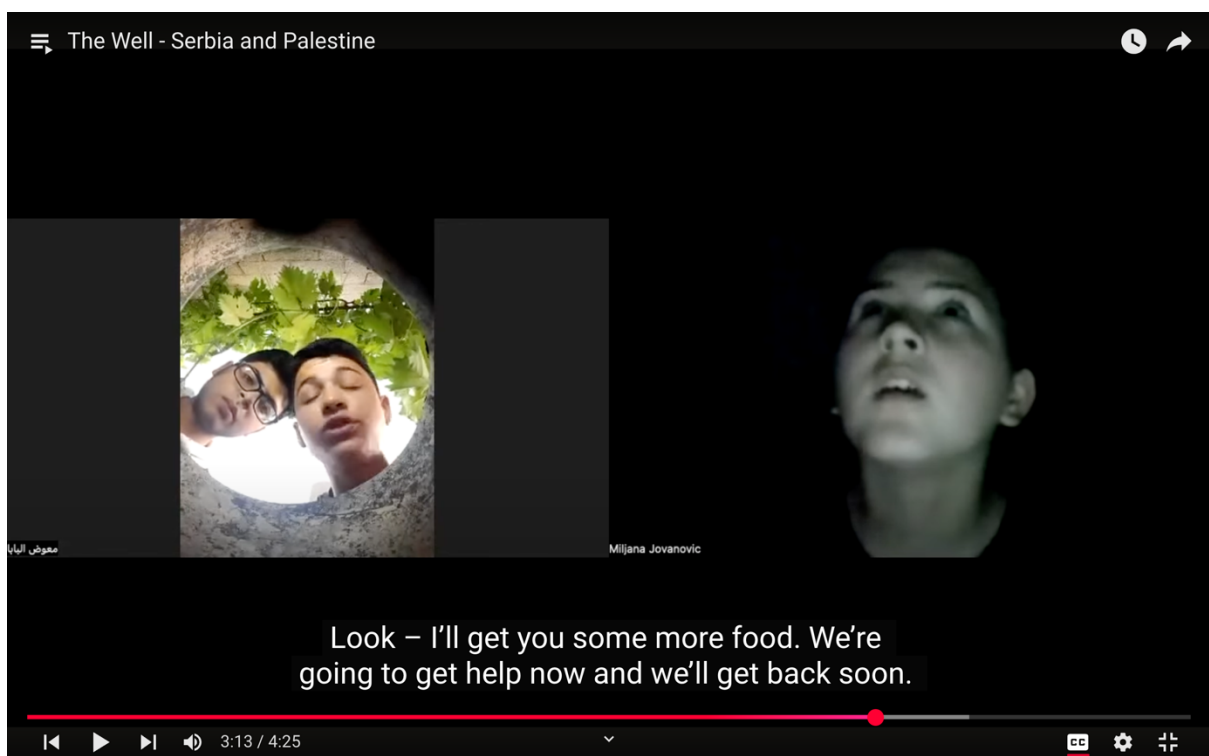 The Well - Serbia and Palestine
معوض البابا
Miljana Jovanovic
Look – I’ll get you some more food. We’re
going to get help now and we’ll get back soon.
3:13 / 4:25
CC